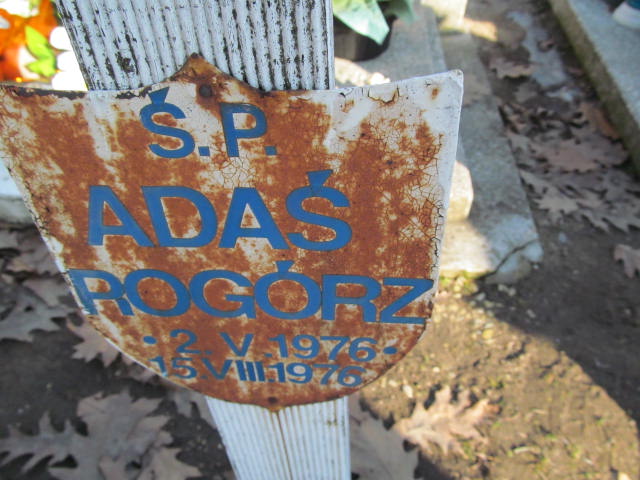 Ś.P.
ADAŚ
ROGÓRZ
• 2.V.1976 •
15.VIII.1976